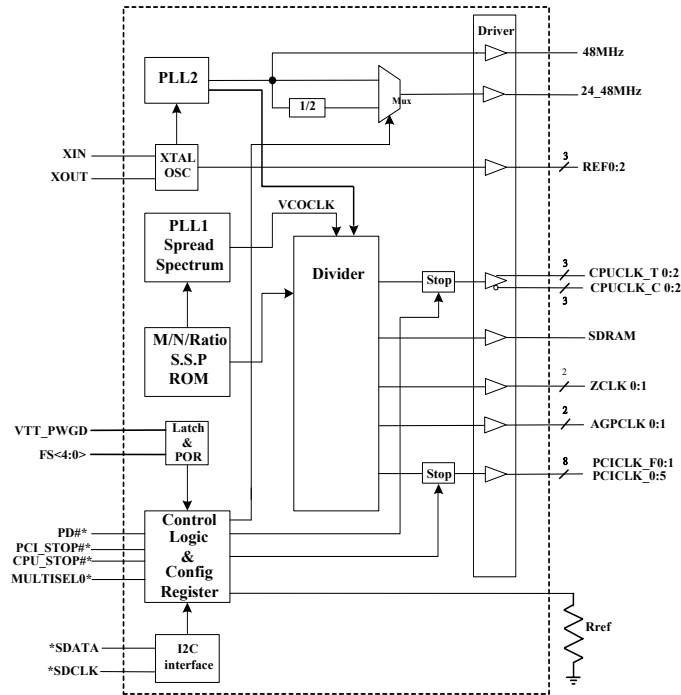 Driver
48MHz
PLL2
24_48MHz
Mux
1/2
XIN
XTAL
OSC
XOUT
3
REF0:2
VCOCLK
PLL1
Spread
Spectrum
Divider
3
CPUCLK_T 0:2
Stop
CPUCLK_C 0:2
3
M/N/Ratio
S.S.P
ROM
SDRAM
2
ZCLK 0:1
2
AGPCLK 0:1
VTT_PWGD
Latch
&
POR
FS<4:0>
8
PCICLK_F0:1
PCICLK_0:5
Stop
Control
Logic
&
Config
Register
PD#*
PCI_STOP#*
CPU_STOP#*
MULTISEL0*
Rref
*SDATA
*SDCLK
I2C
interface